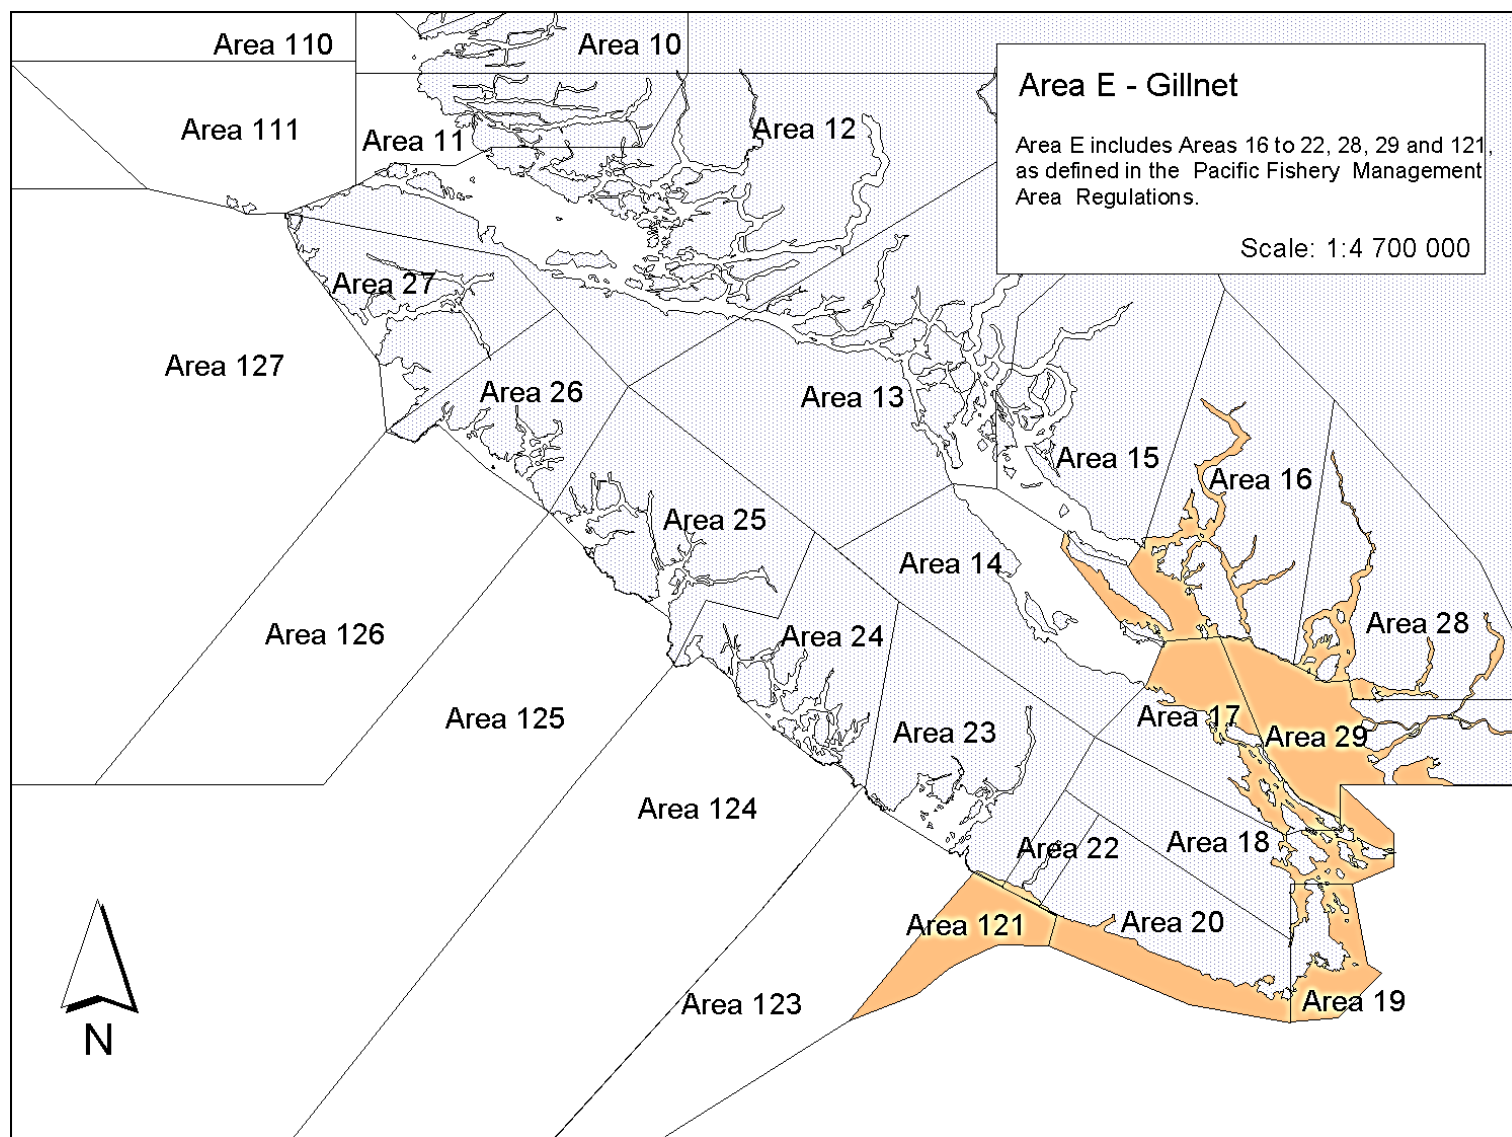 Area 110
Area 10
Area E - Gillnet
Area 111
Area 11
Area 12
Area E includes Areas 16 to 22, 28, 29 and 121,
as defined in the Pacific Fishery Management
Area Regulations.
Scale: 1:4 700 000
Area 27
Area 127
Area 26
Area 13
Area 15
Area 16
Area 25
Area 14
Area 28
Area 126
Area 24
Area 125
Area 17
Area 23
Area 29
Area 124
Area 22
Area 18
Area 121
Area 20
Area 123
Area 19
N